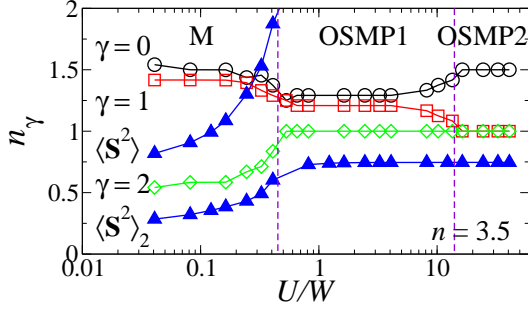 M OSMP1 OSMP2
2
γ = 0
1.5
γ = 1
n_γ
1
⟨S²⟩
γ = 2
0.5
⟨S²⟩₂
n = 3.5
0
0.01 0.1 1 10
U/W